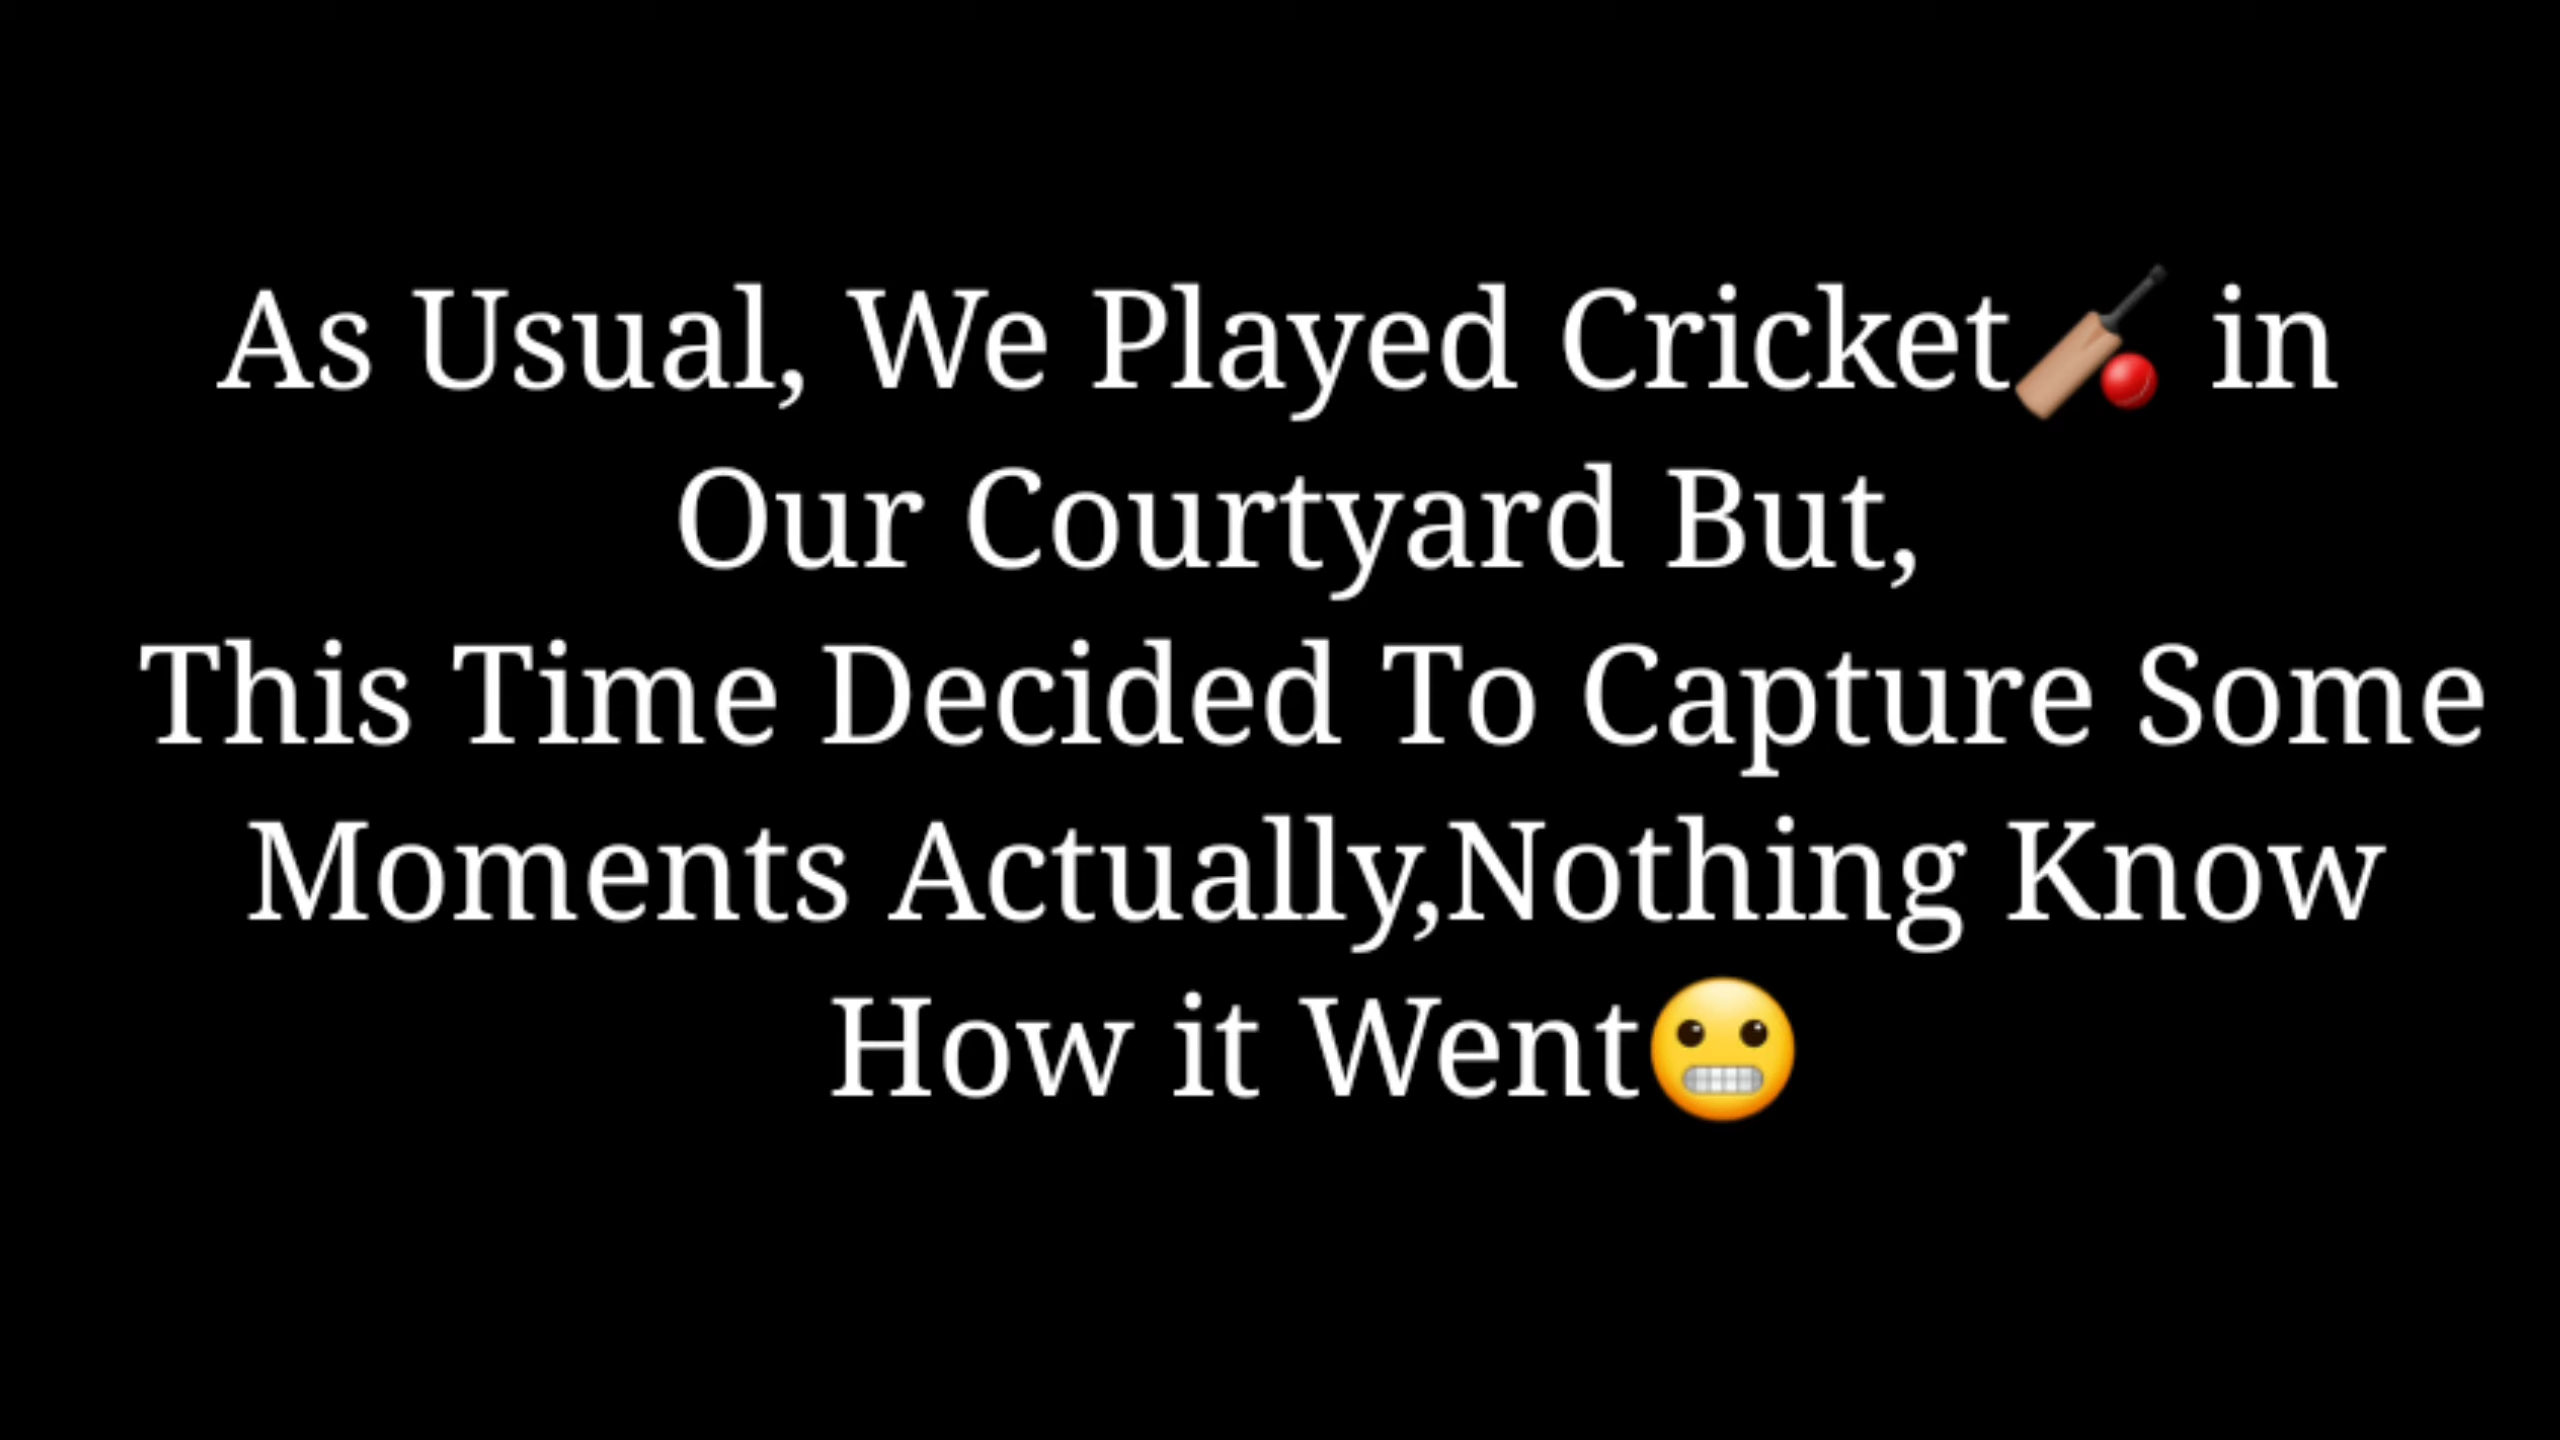 As Usual, We Played Cricket🏏 in
Our Courtyard But,
This Time Decided To Capture Some
Moments Actually,Nothing Know
How it Went😬